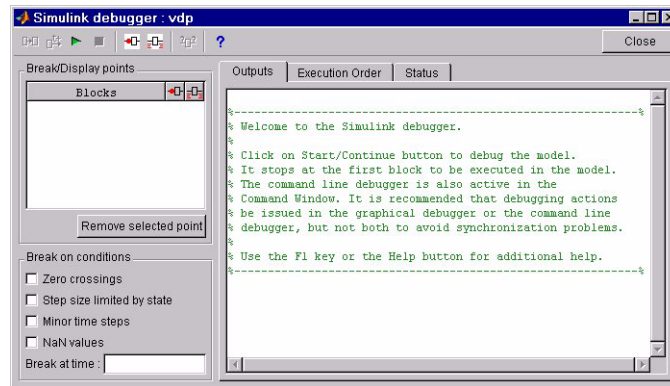 Simulink debugger : vdp
?
Close
Break/Display points
Blocks
Remove selected point
Break on conditions
Zero crossings
Step size limited by state
Minor time steps
NaN values
Break at time :
Outputs
Execution Order
Status
%----------------------------------------------------------------%
% Welcome to the Simulink debugger.
%
% Click on Start/Continue button to debug the model.
% It stops at the first block to be executed in the model.
% The command line debugger is also active in the
% Command Window. It is recommended that debugging actions
% be issued in the graphical debugger or the command line
% debugger, but not both to avoid synchronization problems.
%
% Use the F1 key or the Help button for additional help.
%----------------------------------------------------------------%